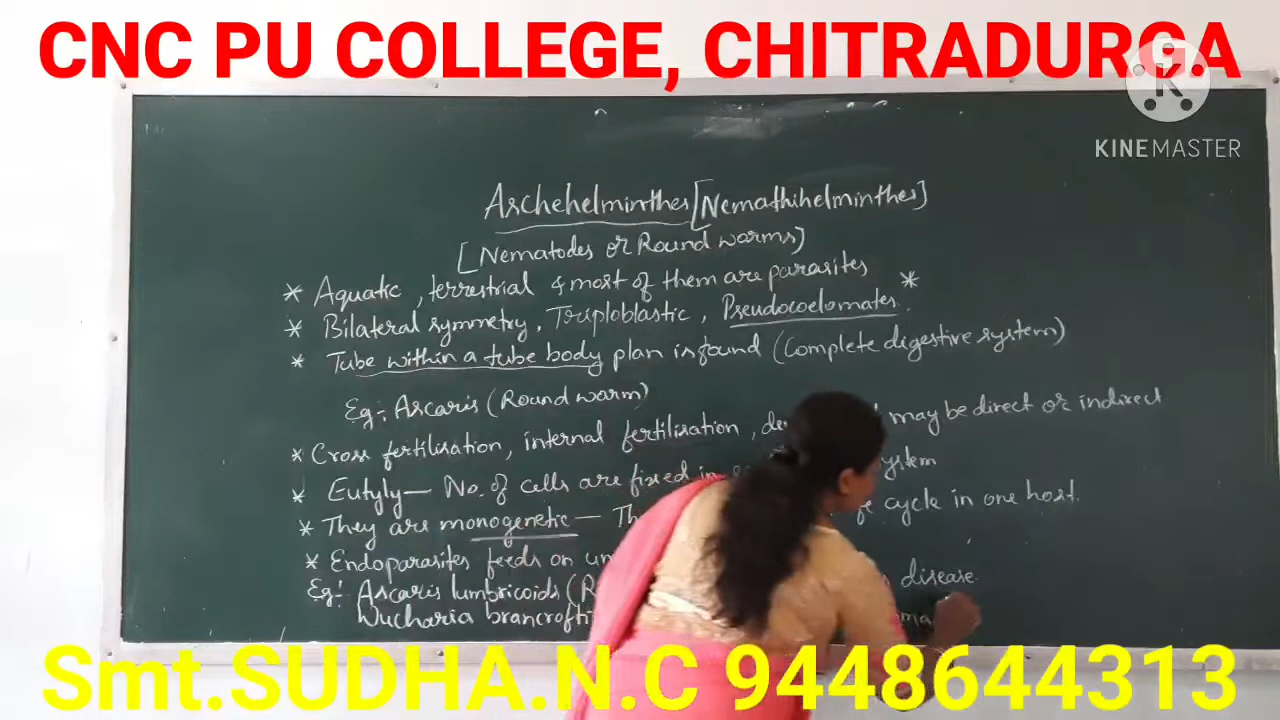 CNC PU COLLEGE, CHITRADURGA
K
KINEMASTER
Aschehelminthes [Nemathihelminthes]
[Nematodes or Round worms]
* Aquatic, terrestrial & most of them are parasites
* Bilateral symmetry, Truploblastic, Pseudocoelomates. *
* Tube within a tube body plan is found (Complete digestive system)
Eg:- Ascaris (Round worm)
* Cross fertilisation, internal fertilisation, de may be direct or indirect
* Eutyly— No. of cells are fixed in ystem
* They are monogenetic — Th cycle in one host.
* Endoparasites feeds on
Eg:- Ascaris lumbricoids (R disease
Wucharia brancrofti ma
Smt.SUDHA.N.C 9448644313